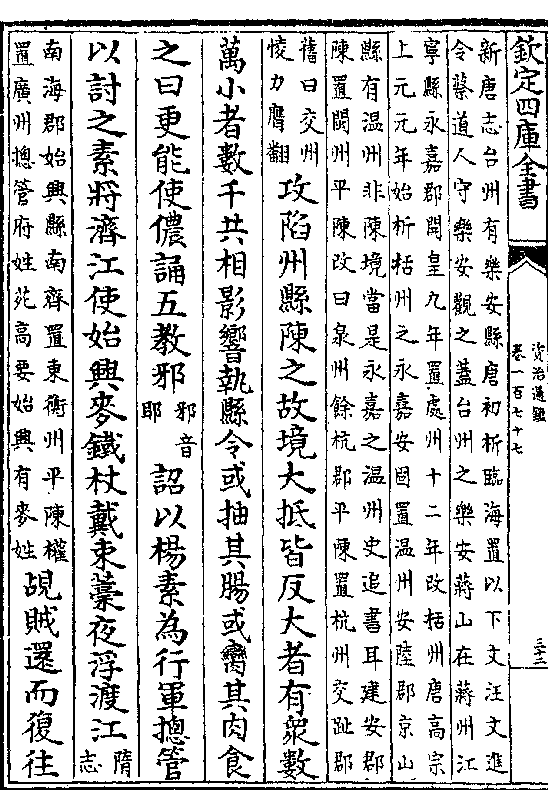 欽定四庫全書
資治通鑑
卷一百七十七
三十三
新唐志台州有樂安縣唐初析臨海置以下文汪文進
令蔡道人守樂安觀之蓋台州之樂安蔣山在蔣州江
寧縣永嘉郡開皇九年置處州十二年改括州唐高宗
上元元年始析括州之永嘉安固置溫州安陸郡京山
縣有温州非陳境當是永嘉之温州史追書耳建安郡
陳置閩州平陳改曰泉州餘杭郡平陳置杭州交趾郡
舊曰交州
㥄力膺翻
攻陷州縣陳之故境大抵皆反大者有衆數
萬小者數千共相影響執縣令或抽其腸或臠其肉食
之曰更能使儂誦五教邪
邪音
耶
詔以楊素為行軍摠管
以討之素將濟江使始興麥鐵杖戴束藁夜浮渡江
隋
志
南海郡始興縣南齊置東衡州平陳權
置廣州摠管府姓苑高要始興有麥姓
覘賊還而復往